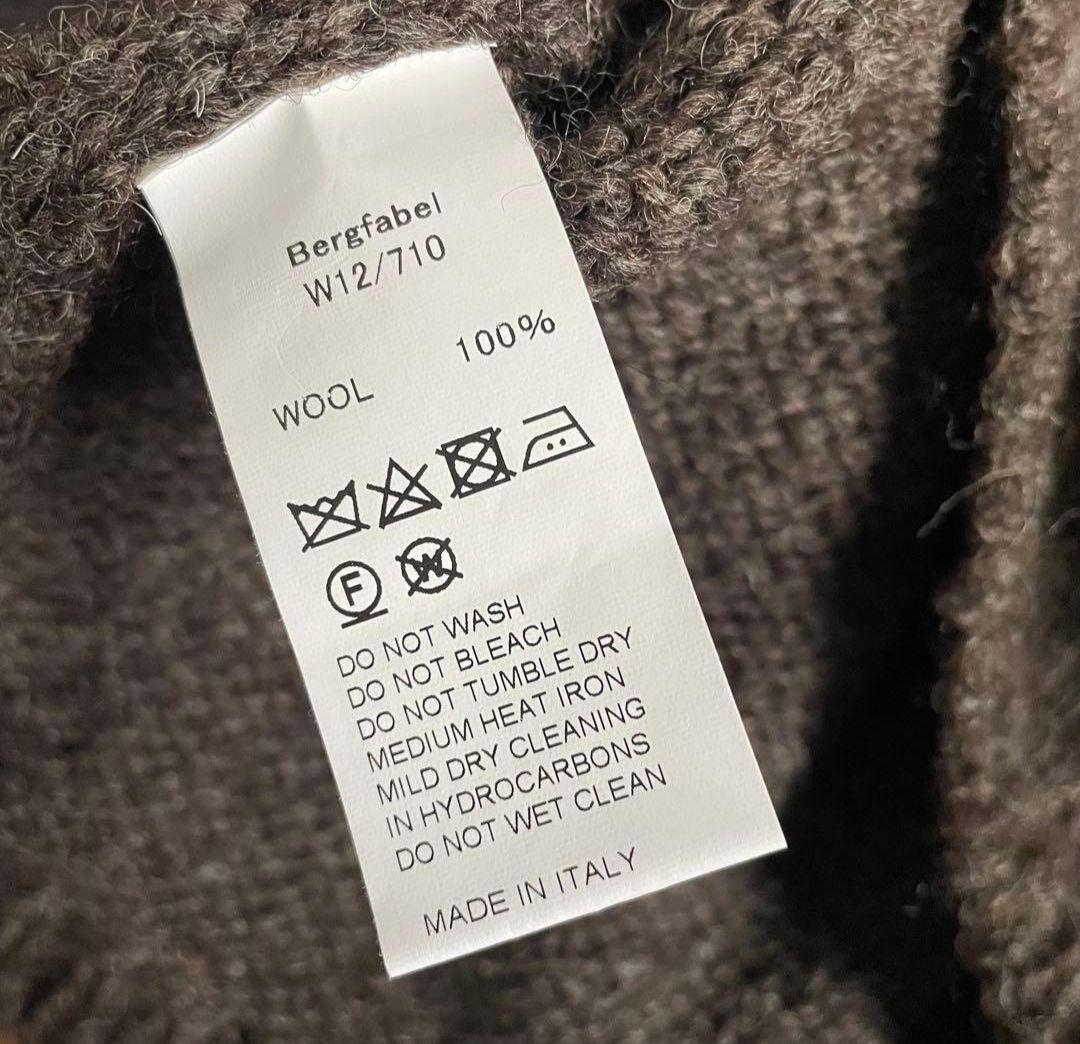 Bergfabel
W12/710
100%
WOOL
F W
DO NOT WASH
DO NOT BLEACH
DO NOT TUMBLE DRY
MEDIUM HEAT IRON
MILD DRY CLEANING
IN HYDROCARBONS
DO NOT WET CLEAN
MADE IN ITALY